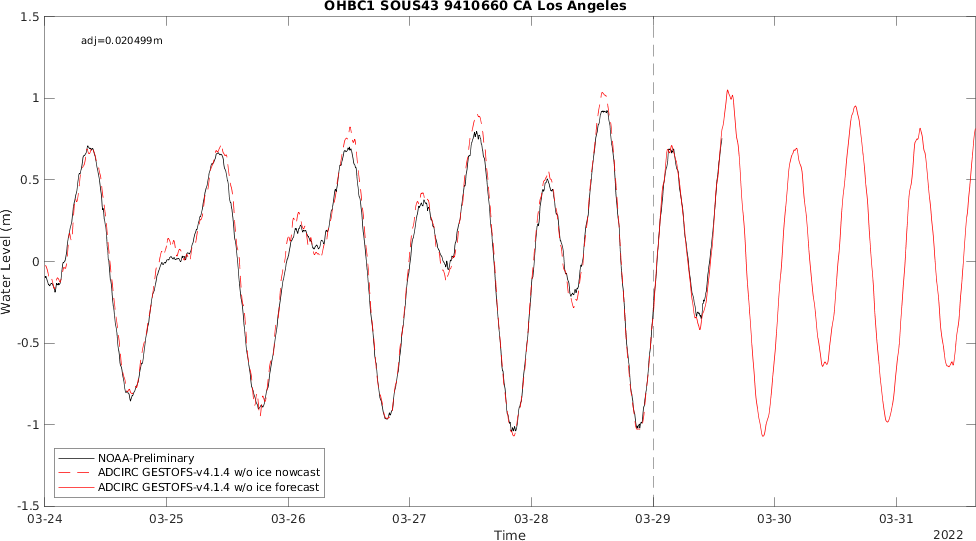 OHBC1 SOUS43 9410660 CA Los Angeles
adj=0.020499m
1.5
1
0.5
0
-0.5
-1
-1.5
Water Level (m)
NOAA-Preliminary
ADCIRC GESTOFS-v4.1.4 w/o ice nowcast
ADCIRC GESTOFS-v4.1.4 w/o ice forecast
03-24 03-25 03-26 03-27 03-28 03-29 03-30 03-31
Time
2022